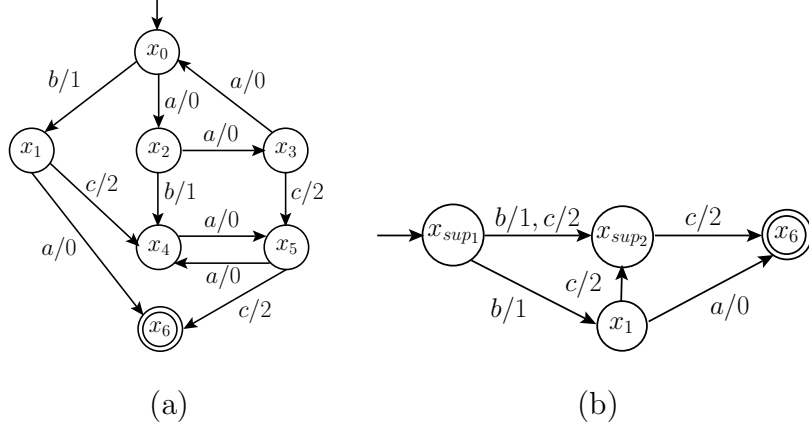 x0
b/1 a/0
a/0
x1 x2 a/0 x3
c/2 b/1 c/2
a/0 x4 a/0 x5
a/0
x6 c/2
(a)
xsup1 b/1, c/2 xsup2 c/2 x6
b/1 c/2 a/0
x1
(b)